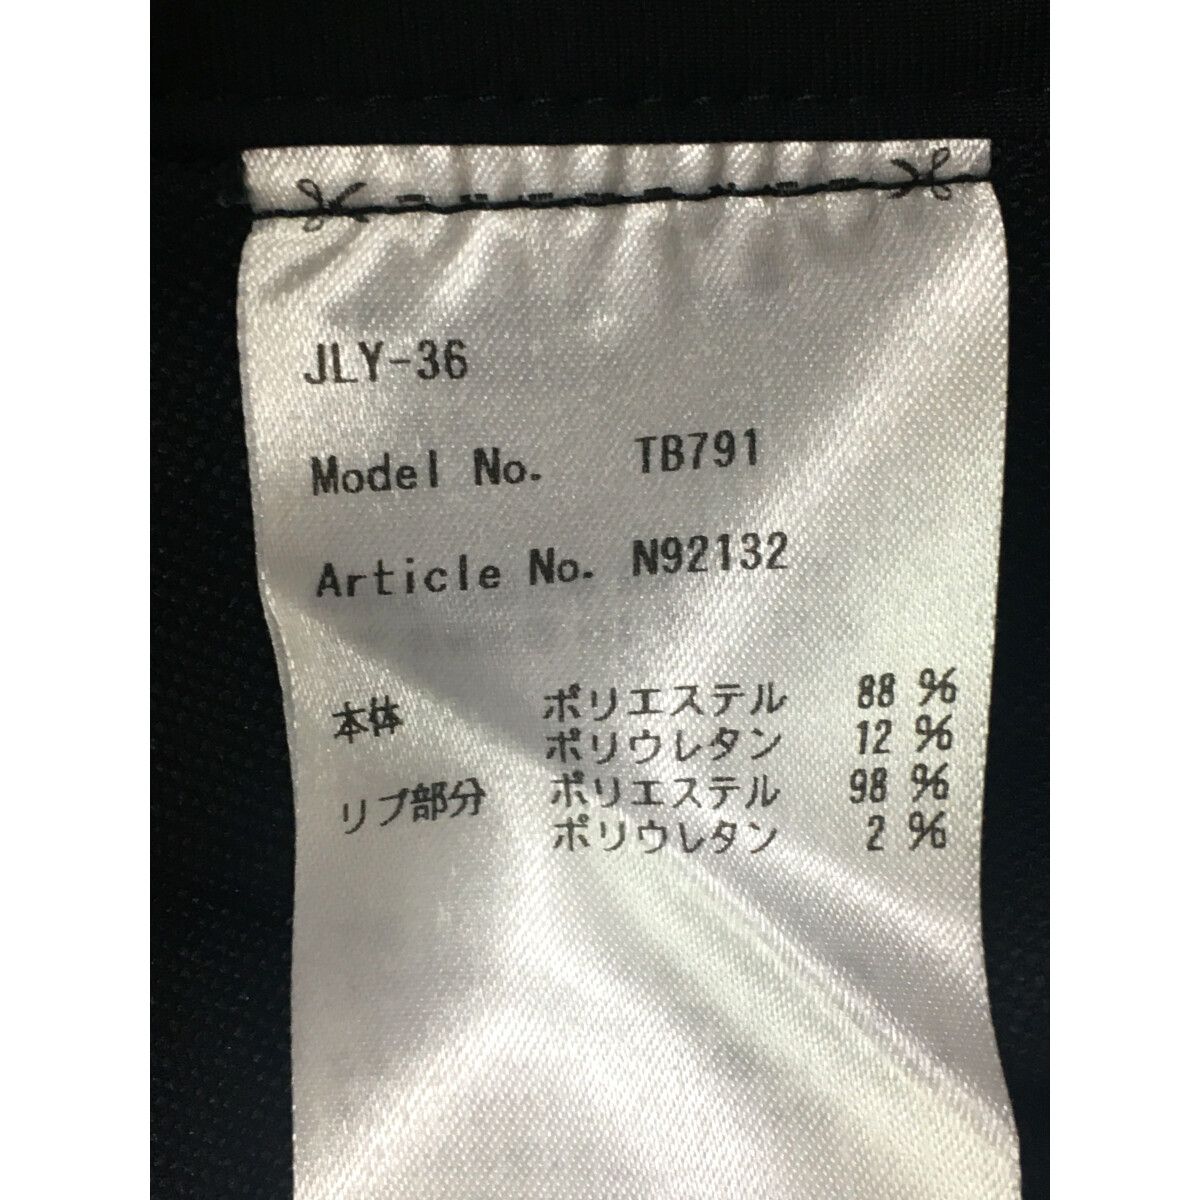 JLY-36
Model No. TB791
Article No. N92132
本体 ポリエステル 88 %
ポリウレタン 12 %
リブ部分 ポリエステル 98 %
ポリウレタン 2 %